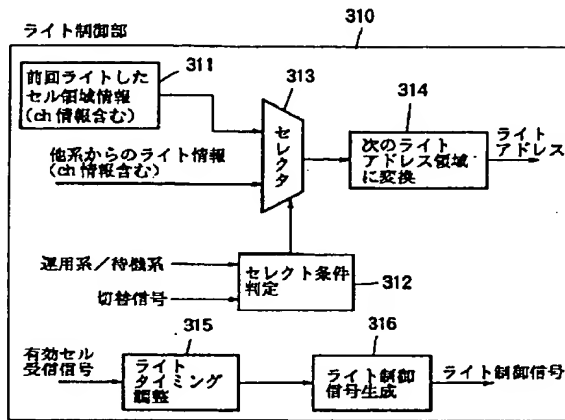 ライト制御部
310
前回ライトした
セル領域情報
(ch情報含む)
311
他系からのライト情報
(ch情報含む)
313
セレクタ
314
次のライト
アドレス領域
に変換
ライト
アドレス
運用系/待機系
切替信号
セレクト条件
判定
312
有効セル
受信信号
315
ライト
タイミング
調整
316
ライト制御
信号生成
ライト制御信号